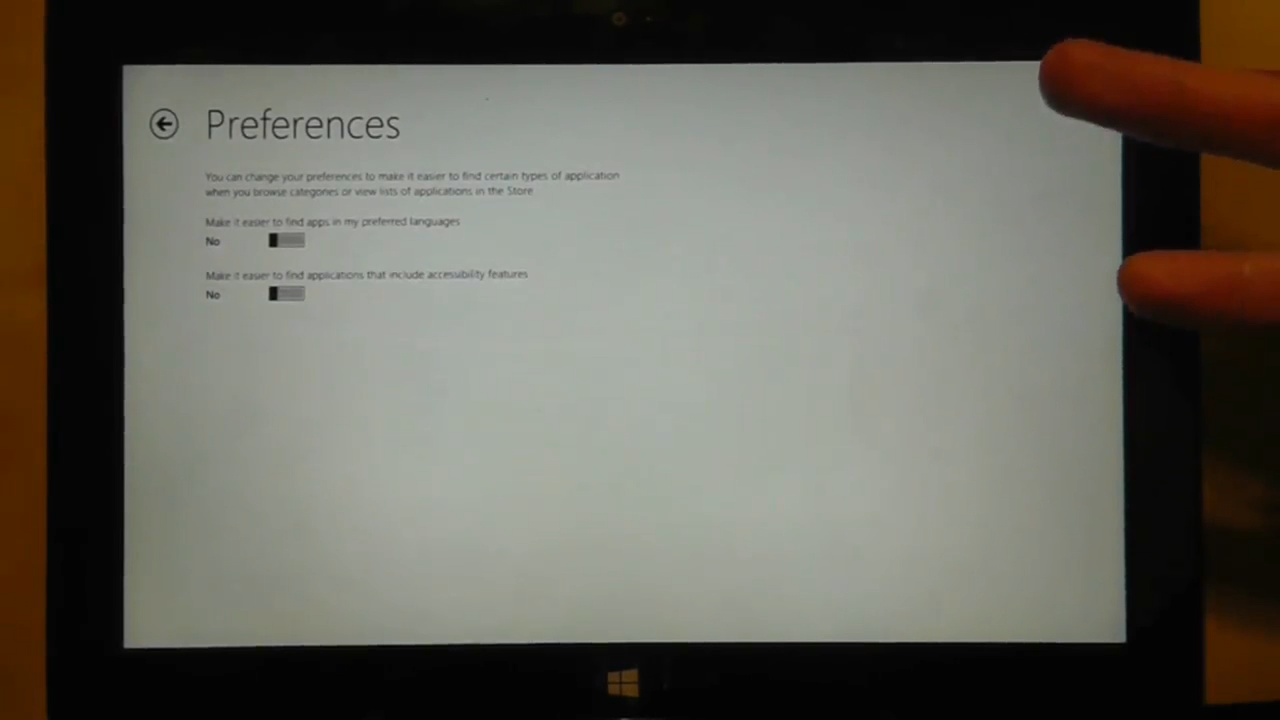 Preferences
You can change your preferences to make it easier to find certain types of application
when you browse categories or view lists of applications in the Store
Make it easier to find apps in my preferred languages
No
Make it easier to find applications that include accessibility features
No